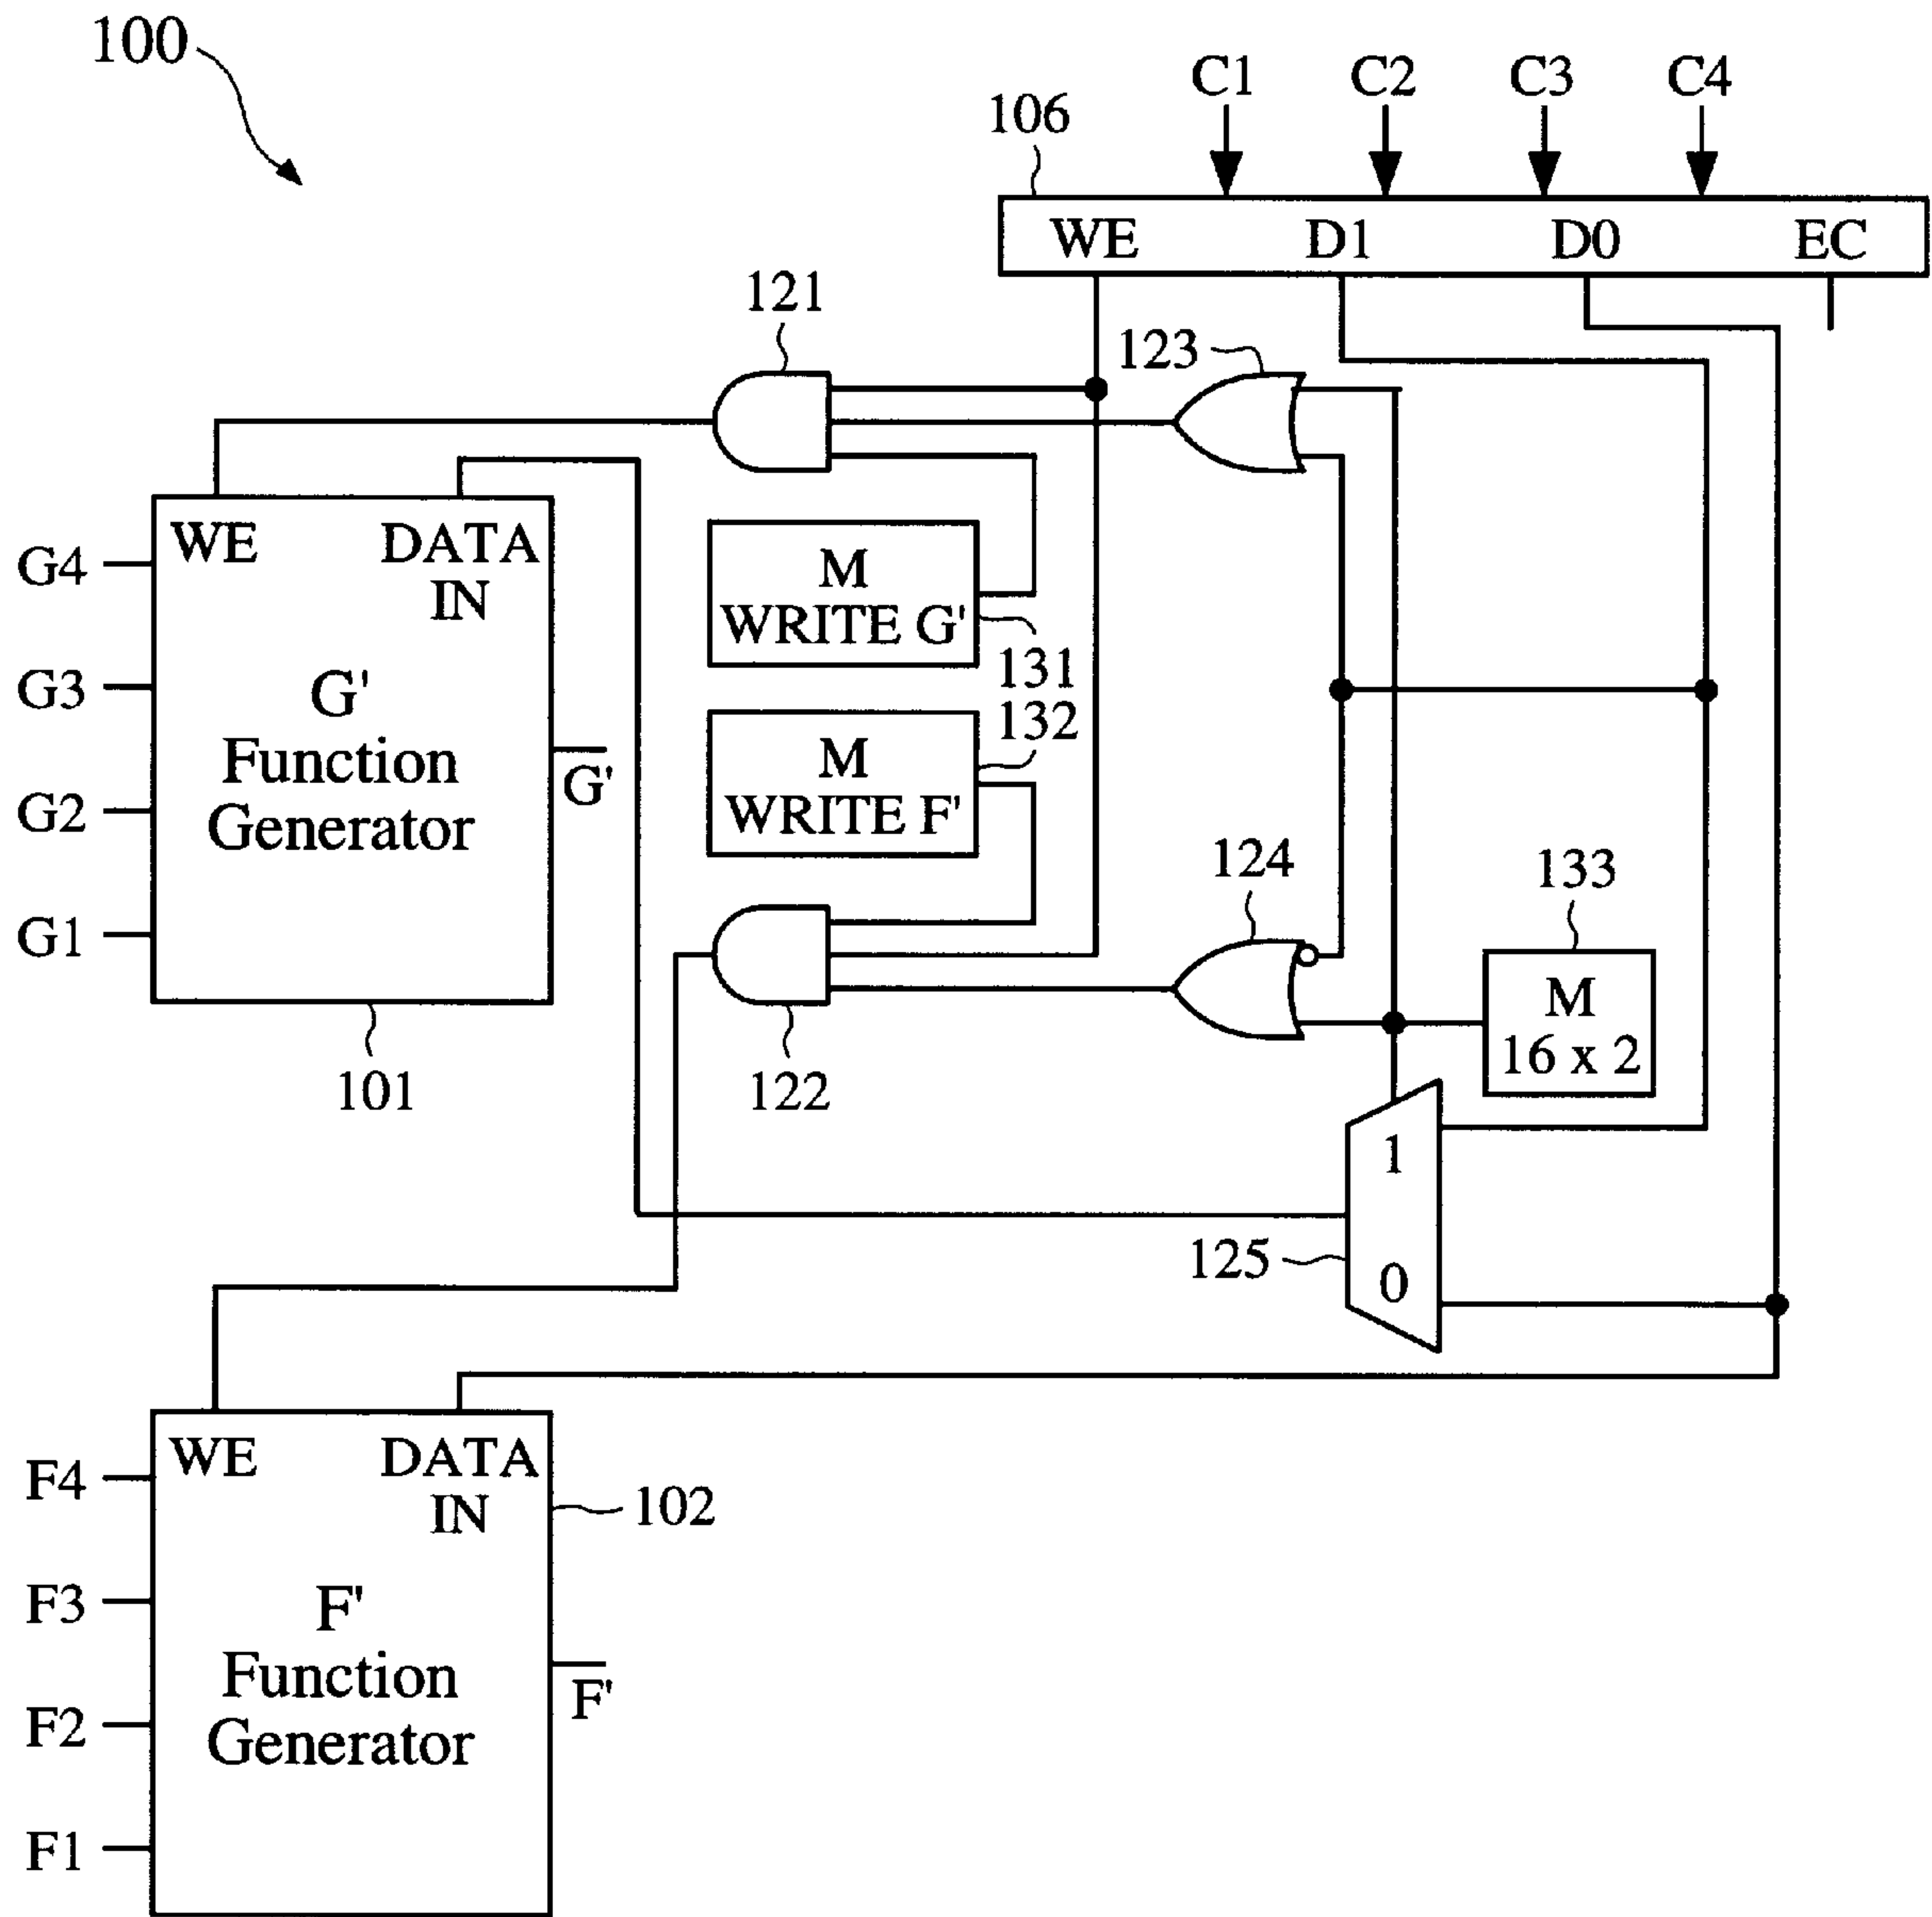 100
C1 C2 C3 C4
106
WE D1 D0 EC
121
123
WE DATA IN
G4
G3
G2
G1
G' Function Generator
G'
101
M
WRITE G'
131
132
M
WRITE F'
122
124
133
M
16 x 2
1
0
125
WE DATA IN
102
F4
F3
F2
F1
F' Function Generator
F'